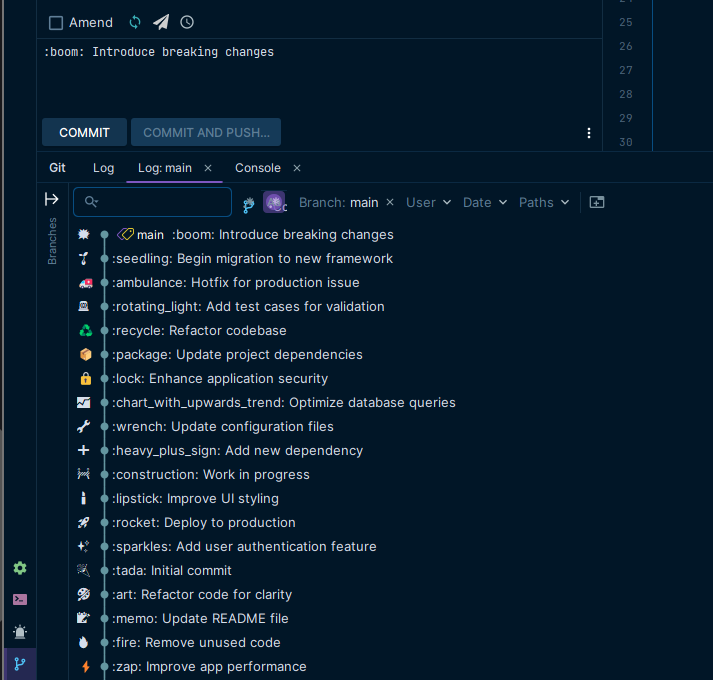 24
Amend
25
:boom: Introduce breaking changes
26
27
28
COMMIT COMMIT AND PUSH...
29
30
Git Log Log: main Console
Branch: main User Date Paths
Branches
main :boom: Introduce breaking changes
:seedling: Begin migration to new framework
:ambulance: Hotfix for production issue
:rotating_light: Add test cases for validation
:recycle: Refactor codebase
:package: Update project dependencies
:lock: Enhance application security
:chart_with_upwards_trend: Optimize database queries
:wrench: Update configuration files
:heavy_plus_sign: Add new dependency
:construction: Work in progress
:lipstick: Improve UI styling
:rocket: Deploy to production
:sparkles: Add user authentication feature
:tada: Initial commit
:art: Refactor code for clarity
:memo: Update README file
:fire: Remove unused code
:zap: Improve app performance